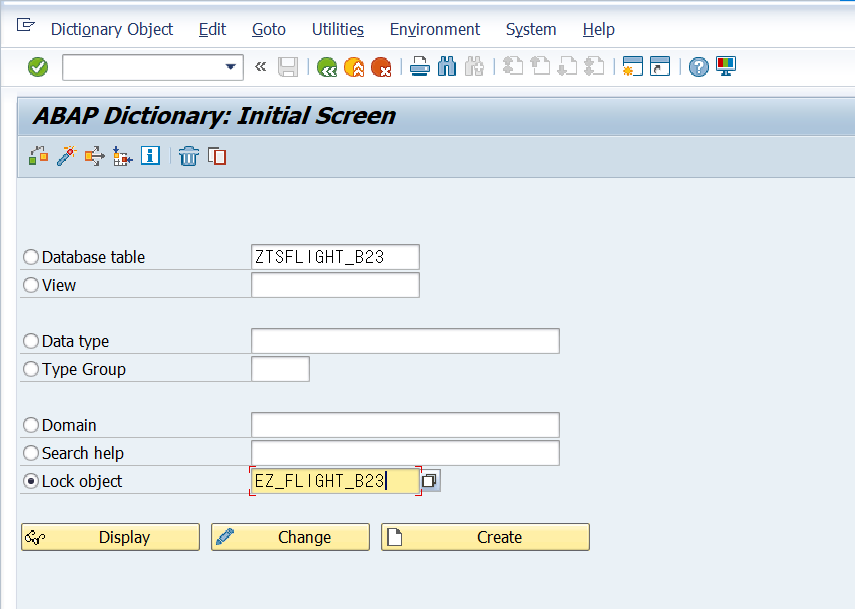 Dictionary Object Edit Goto Utilities Environment System Help
ABAP Dictionary: Initial Screen
Database table ZTSFLIGHT_B23
View
Data type
Type Group
Domain
Search help
Lock object EZ_FLIGHT_B23
Display Change Create